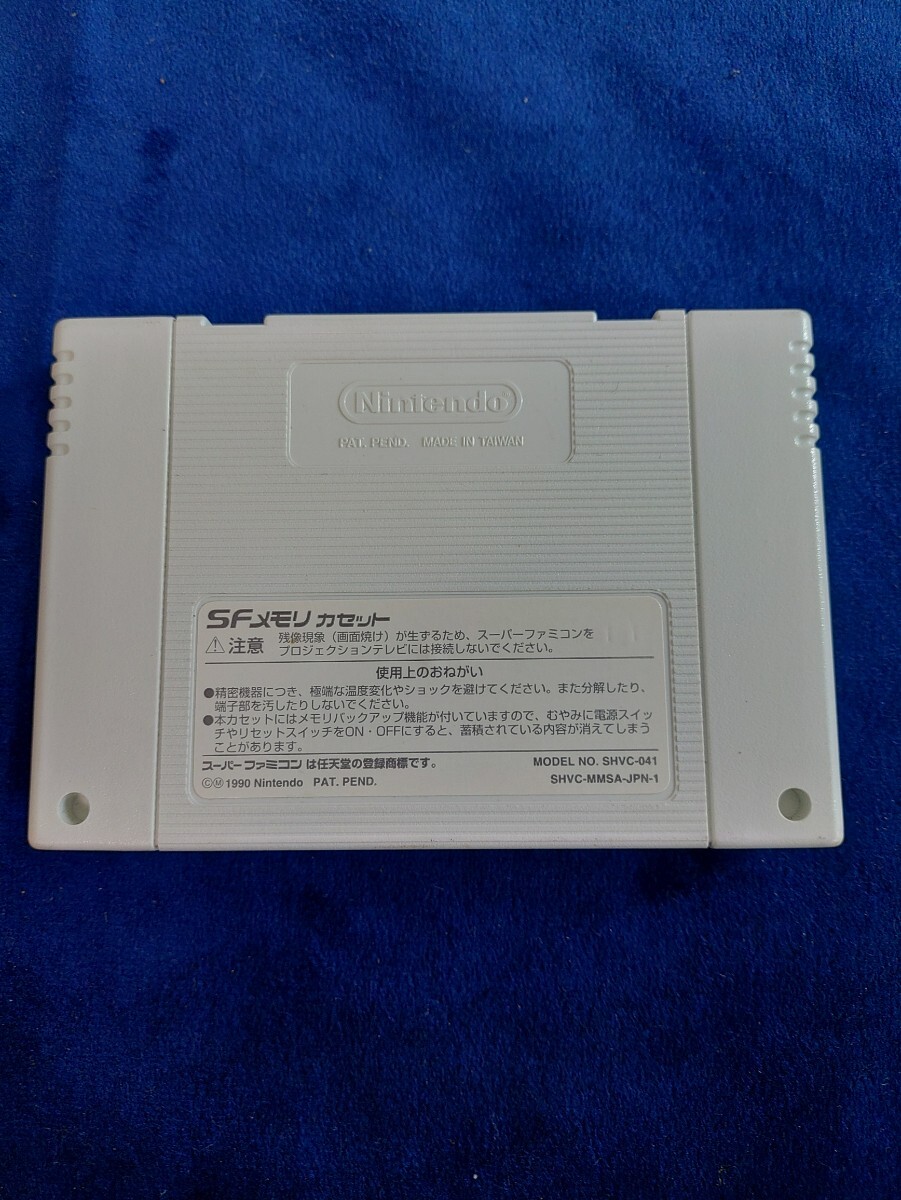 Nintendo
PAT. PEND. MADE IN TAIWAN
SFメモリ カセット
⚠注意 残像現象（画面焼け）が生ずるため、スーパーファミコンを
プロジェクションテレビには接続しないでください。
使用上のおねがい
●精密機器につき、極端な温度変化やショックを避けてください。また分解したり、
端子部を汚したりしないでください。
●本カセットにはメモリバックアップ機能が付いていますので、むやみに電源スイッ
チやリセットスイッチをON・OFFにすると、蓄積されている内容が消えてしまう
ことがあります。
スーパーファミコンは任天堂の登録商標です。 MODEL NO. SHVC-041
ⒸⓂ1990 Nintendo PAT. PEND. SHVC-MMSA-JPN-1